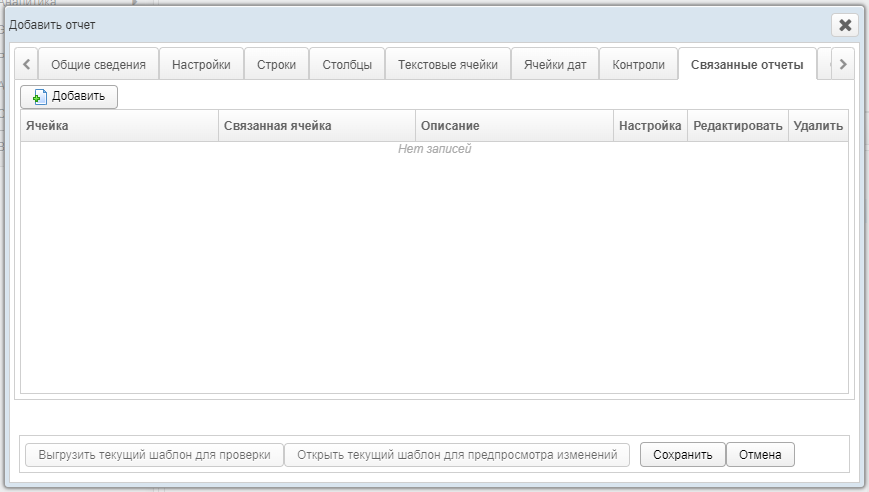 Аналитика
Добавить отчет
Общие сведения Настройки Строки Столбцы Текстовые ячейки Ячейки дат Контроли Связанные отчеты
Добавить
Ячейка Связанная ячейка Описание Настройка Редактировать Удалить
Нет записей
Выгрузить текущий шаблон для проверки Открыть текущий шаблон для предпросмотра изменений Сохранить Отмена